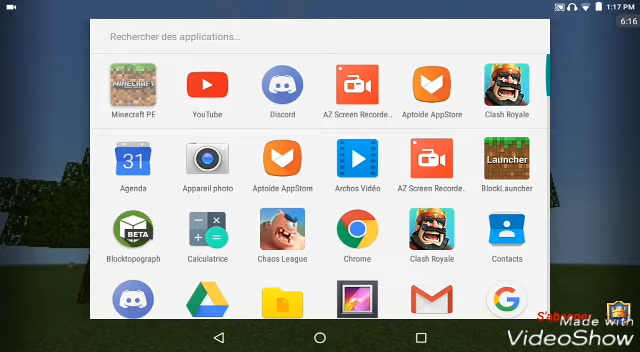 1:17 PM
6:16
Rechercher des applications...
Minecraft PE
YouTube
Discord
AZ Screen Recorde..
Aptoide AppStore
Clash Royale
MINECRAFT
31
Launcher
Agenda
Appareil photo
Aptoide AppStore
Archos Vidéo
AZ Screen Recorde..
BlockLauncher
BETA
Blocktopograph
Calculatrice
Chaos League
Chrome
Clash Royale
Contacts
S'abonner
Made with
VideoShow